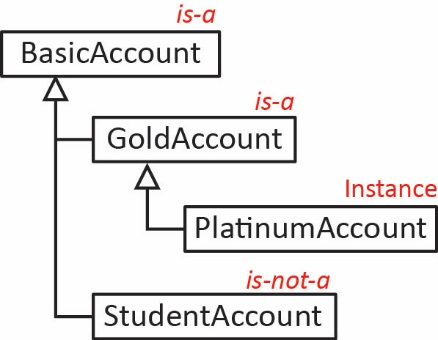 is-a
BasicAccount
is-a
GoldAccount
Instance
PlatinumAccount
is-not-a
StudentAccount